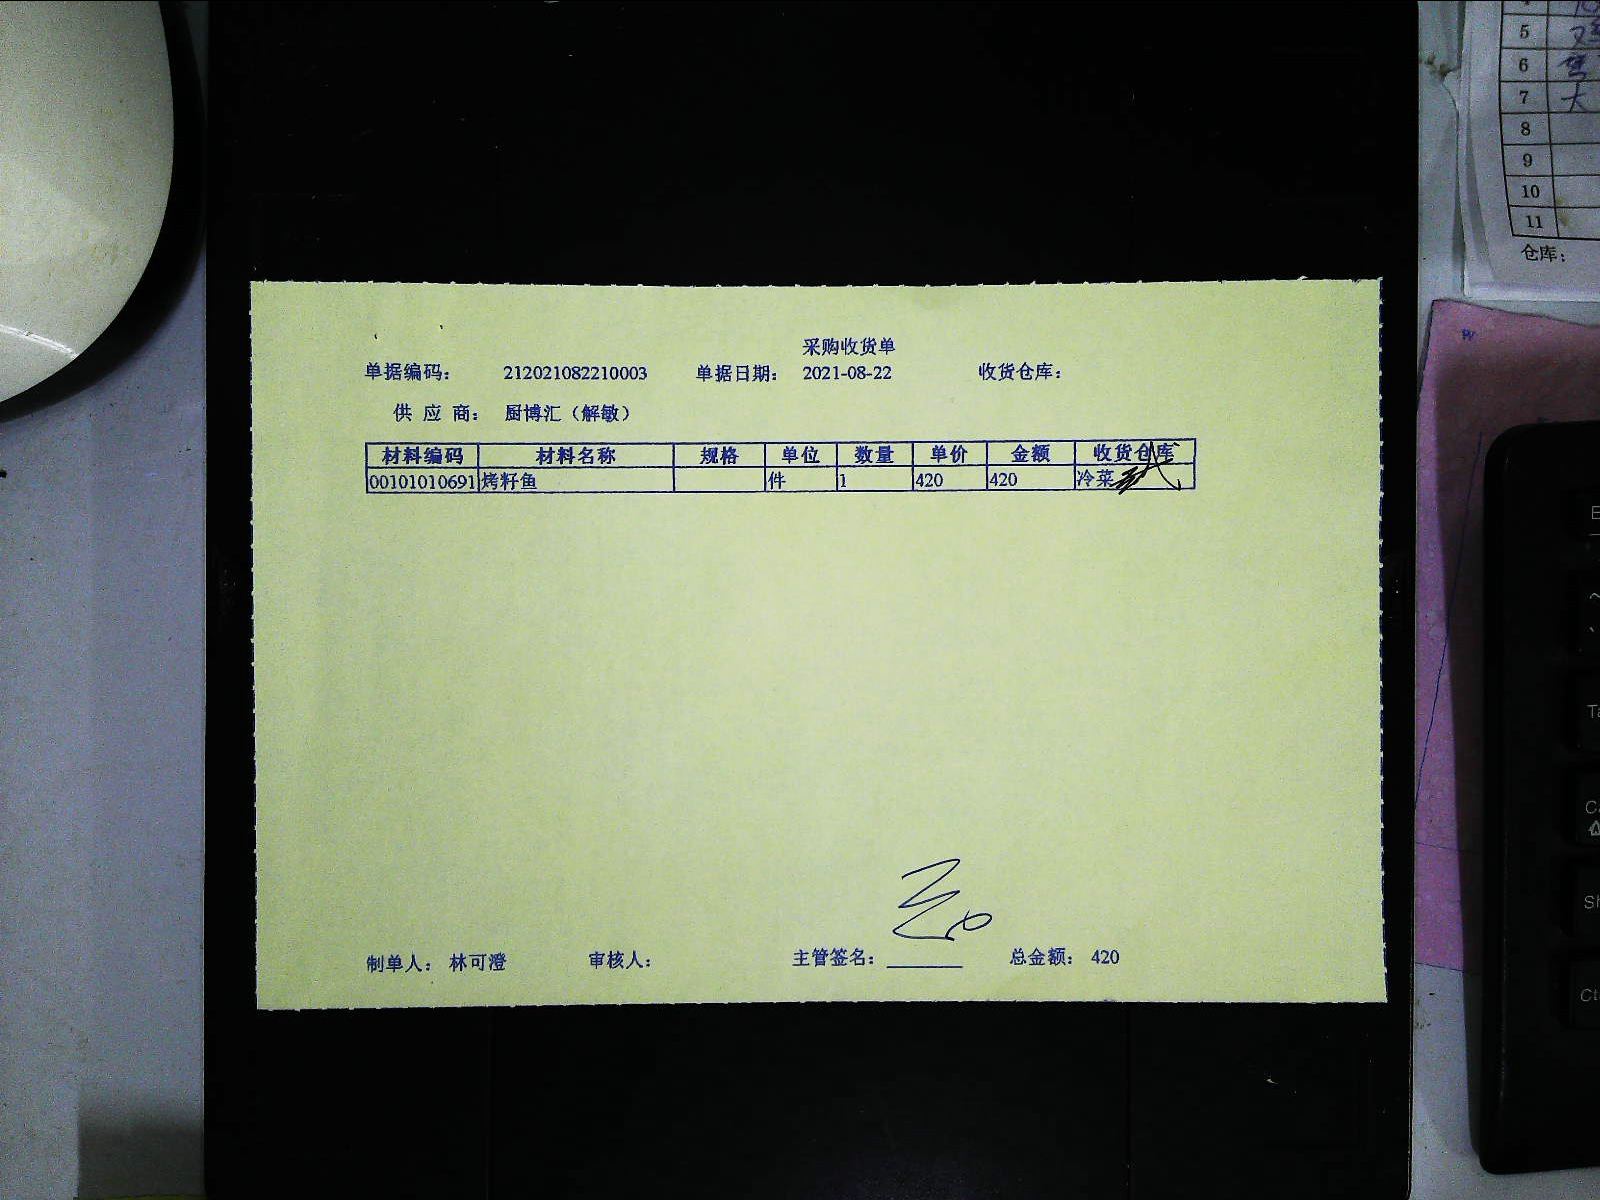 采购收货单
单据编码： 212021082210003 单据日期： 2021-08-22 收货仓库：
供 应 商： 厨博汇（解敏）
材料编码 材料名称 规格 单位 数量 单价 金额 收货仓库
00101010691 烤籽鱼 件 1 420 420 冷菜
制单人： 林可澄 审核人： 主管签名： 总金额： 420
5
6
7 大
8
9
10
11
仓库：